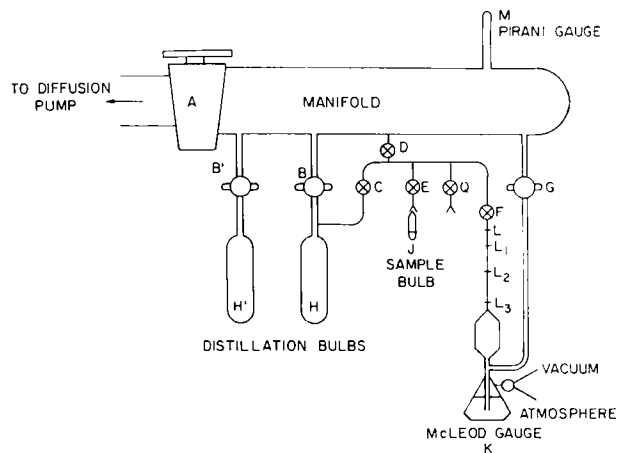 M
PIRANI GAUGE
TO DIFFUSION
PUMP
A
MANIFOLD
D
B'
B
C
E
Q
G
F
L
L1
L2
L3
J
SAMPLE
BULB
H'
H
DISTILLATION BULBS
VACUUM
ATMOSPHERE
McLEOD GAUGE
K